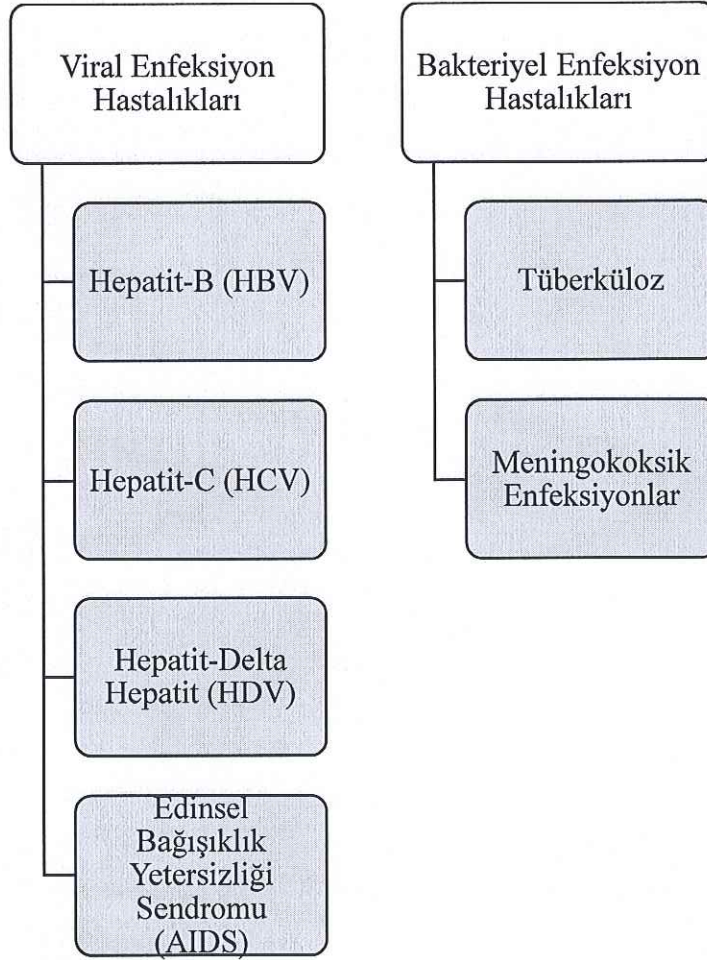 Viral Enfeksiyon
Hastalıkları
Hepatit-B (HBV)
Hepatit-C (HCV)
Hepatit-Delta
Hepatit (HDV)
Edinsel
Bağışıklık
Yetersizliği
Sendromu
(AIDS)
Bakteriyel Enfeksiyon
Hastalıkları
Tüberküloz
Meningokoksik
Enfeksiyonlar